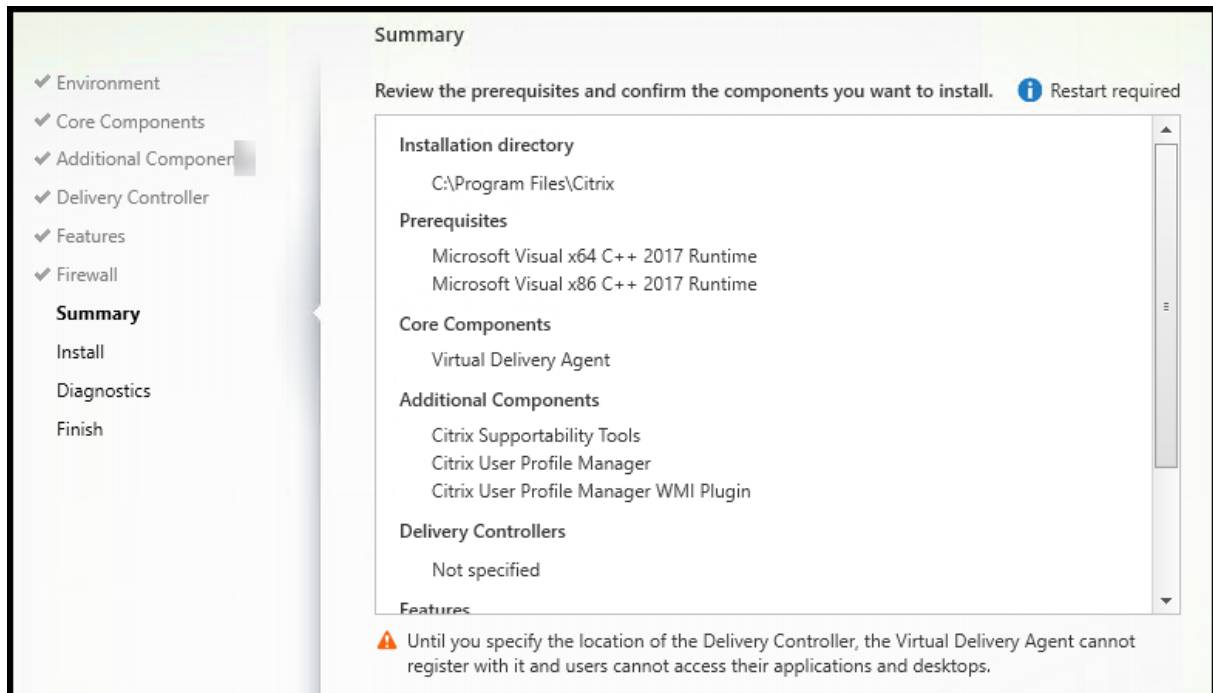 Summary
Environment
Core Components
Additional Componen
Delivery Controller
Features
Firewall
Summary
Install
Diagnostics
Finish
Review the prerequisites and confirm the components you want to install.
Restart required
Installation directory
C:\Program Files\Citrix
Prerequisites
Microsoft Visual x64 C++ 2017 Runtime
Microsoft Visual x86 C++ 2017 Runtime
Core Components
Virtual Delivery Agent
Additional Components
Citrix Supportability Tools
Citrix User Profile Manager
Citrix User Profile Manager WMI Plugin
Delivery Controllers
Not specified
Features
Until you specify the location of the Delivery Controller, the Virtual Delivery Agent cannot
register with it and users cannot access their applications and desktops.